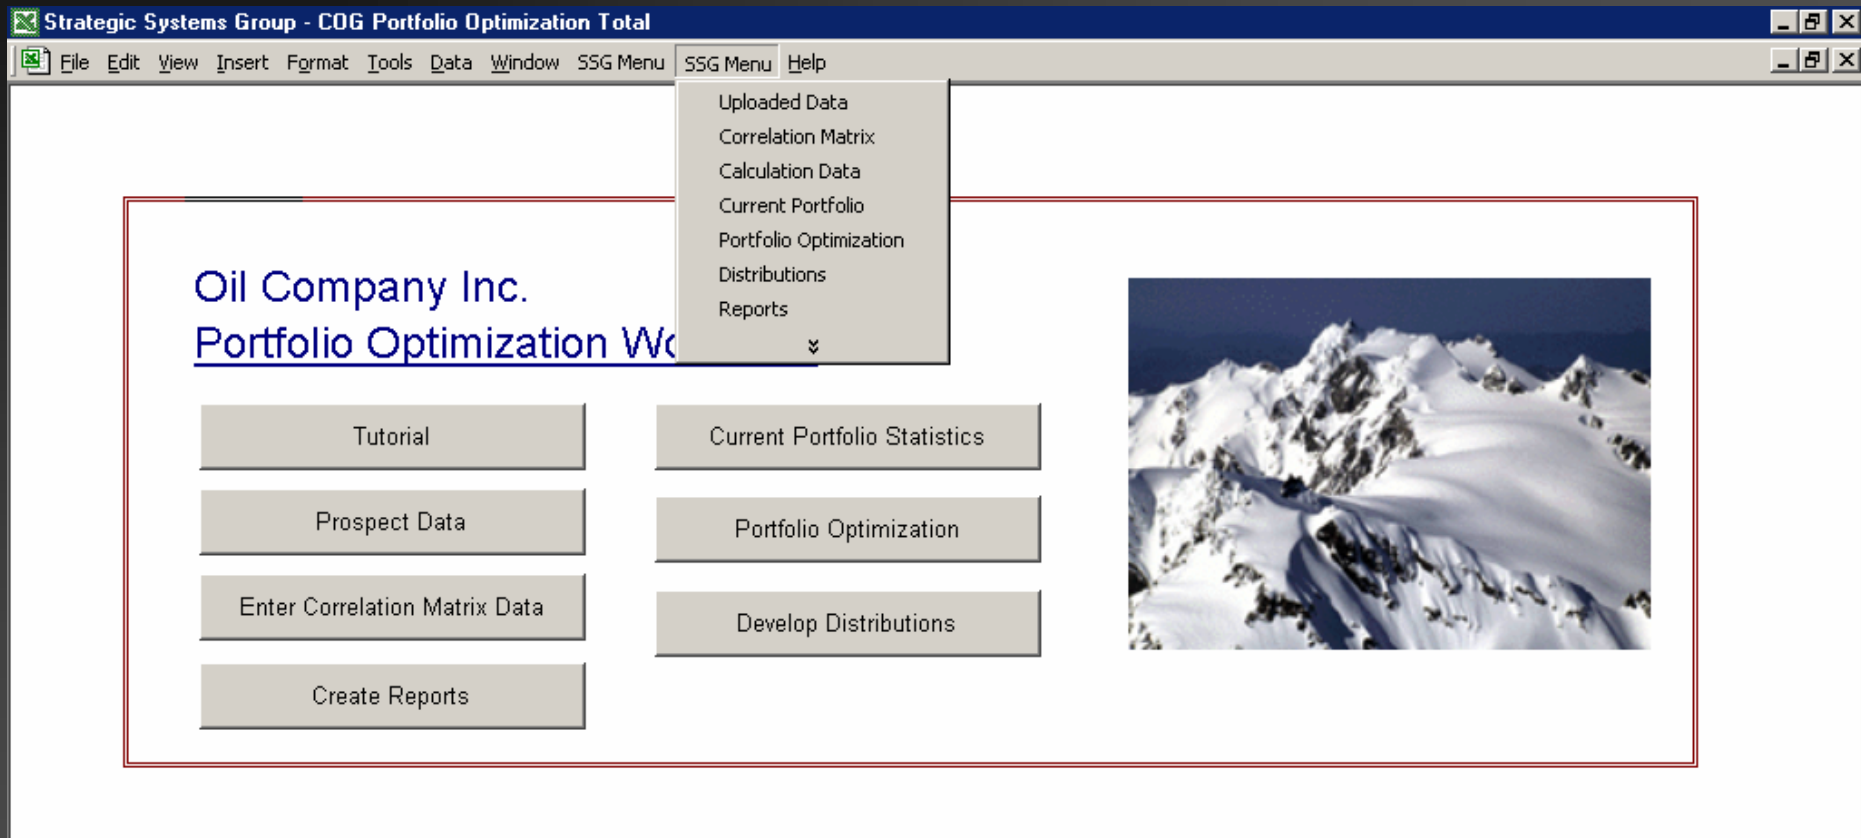 Strategic Systems Group - COG Portfolio Optimization Total
File Edit View Insert Format Tools Data Window SSG Menu SSG Menu Help
Uploaded Data
Correlation Matrix
Calculation Data
Current Portfolio
Portfolio Optimization
Distributions
Reports
Oil Company Inc.
Portfolio Optimization
Tutorial
Current Portfolio Statistics
Prospect Data
Portfolio Optimization
Enter Correlation Matrix Data
Develop Distributions
Create Reports